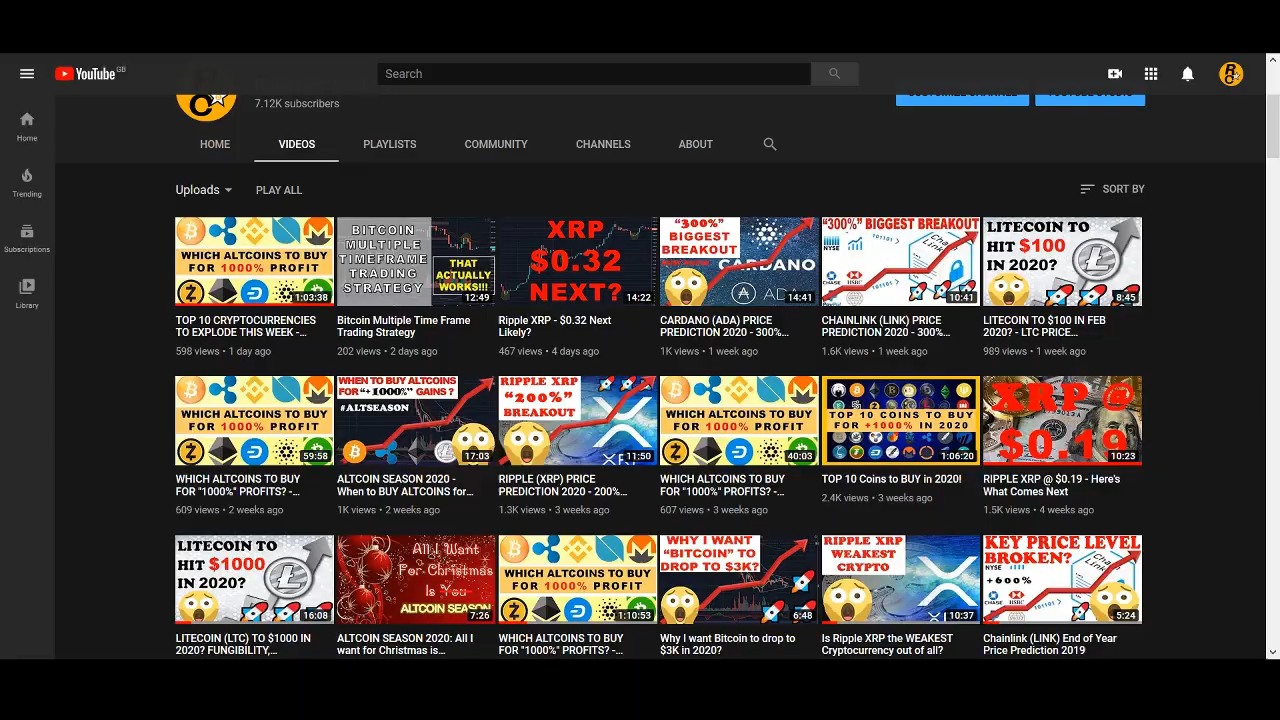 YouTube GB
Search
7.12K subscribers
CUSTOMIZE CHANNEL
YOUTUBE STUDIO
Home
Trending
Subscriptions
Library
HOME
VIDEOS
PLAYLISTS
COMMUNITY
CHANNELS
ABOUT
Uploads
PLAY ALL
SORT BY
WHICH ALTCOINS TO BUY
FOR 1000% PROFIT
1:03:38
BITCOIN
MULTIPLE
TIMEFRAME
TRADING
STRATEGY
THAT
ACTUALLY
WORKS!!!
12:49
XRP
$0.32
NEXT?
14:22
"300%"
BIGGEST
BREAKOUT
CARDANO
ADA
14:41
"300%" BIGGEST BREAKOUT
NYSE
Chain
Link
CHASE
HSBC
10:41
LITECOIN TO
HIT $100
IN 2020?
8:45
TOP 10 CRYPTOCURRENCIES
TO EXPLODE THIS WEEK -...
598 views • 1 day ago
Bitcoin Multiple Time Frame
Trading Strategy
202 views • 2 days ago
Ripple XRP - $0.32 Next
Likely?
467 views • 4 days ago
CARDANO (ADA) PRICE
PREDICTION 2020 - 300%...
1K views • 1 week ago
CHAINLINK (LINK) PRICE
PREDICTION 2020 - 300%...
1.6K views • 1 week ago
LITECOIN TO $100 IN FEB
2020? - LTC PRICE...
989 views • 1 week ago
WHICH ALTCOINS TO BUY
FOR 1000% PROFIT
59:58
WHEN TO BUY ALTCOINS
for "+1000%" GAINS ?
#ALTSEASON
17:03
RIPPLE XRP
"200%"
BREAKOUT
XRP
11:50
WHICH ALTCOINS TO BUY
FOR 1000% PROFIT
40:03
TOP 10 COINS TO BUY
FOR +1000% IN 2020
1:06:20
XRP @
$0.19
10:23
WHICH ALTCOINS TO BUY
FOR "1000%" PROFITS? -...
609 views • 2 weeks ago
ALTCOIN SEASON 2020 -
When to BUY ALTCOINS for...
1K views • 2 weeks ago
RIPPLE (XRP) PRICE
PREDICTION 2020 - 200%...
1.3K views • 3 weeks ago
WHICH ALTCOINS TO BUY
FOR "1000%" PROFITS? -...
607 views • 3 weeks ago
TOP 10 Coins to BUY in 2020!
2.4K views • 3 weeks ago
RIPPLE XRP @ $0.19 - Here's
What Comes Next
1.5K views • 4 weeks ago
LITECOIN TO
HIT $1000
IN 2020?
16:08
All I Want
For Christmas
Is You
ALTCOIN SEASON
7:26
WHICH ALTCOINS TO BUY
FOR 1000% PROFIT
1:10:53
WHY I WANT
"BITCOIN" TO
DROP TO $3K?
6:48
RIPPLE XRP
WEAKEST
CRYPTO
10:37
KEY PRICE LEVEL
BROKEN?
NYSE
+600%
Chain
Link
CHASE
HSBC
5:24
LITECOIN (LTC) TO $1000 IN
2020? FUNGIBILITY,...
ALTCOIN SEASON 2020: All I
want for Christmas is...
WHICH ALTCOINS TO BUY
FOR "1000%" PROFITS? -...
Why I want Bitcoin to drop to
$3K in 2020?
Is Ripple XRP the WEAKEST
Cryptocurrency out of all?
Chainlink (LINK) End of Year
Price Prediction 2019